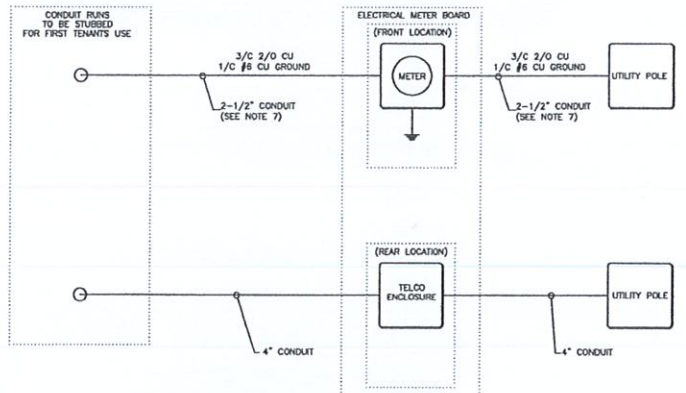 CONDUIT RUNS
TO BE STUBBED
FOR FIRST TENANTS USE
ELECTRICAL METER BOARD
(FRONT LOCATION)
3/C 2/0 CU
1/C #6 CU GROUND
METER
3/C 2/0 CU
1/C #6 CU GROUND
UTILITY POLE
2-1/2" CONDUIT
(SEE NOTE 7)
2-1/2" CONDUIT
(SEE NOTE 7)
(REAR LOCATION)
TELCO
ENCLOSURE
UTILITY POLE
4" CONDUIT
4" CONDUIT